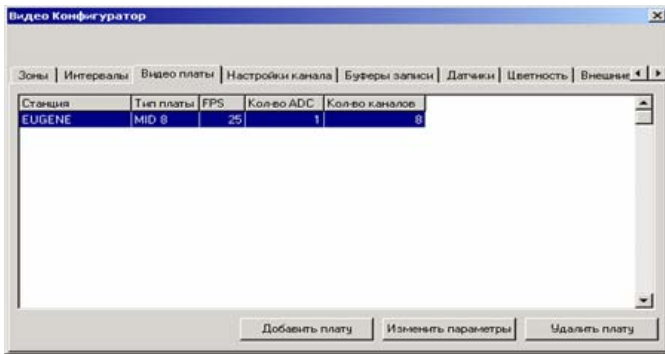 Видео Конфигуратор
Зоны Интервалы Видео платы Настройки канала Буферы записи Датчики Цветность Внешние
Станция Тип платы FPS Кол-во ADC Кол-во каналов
EUGENE MID 8 25 1 8
Добавить плату Изменить параметры Удалить плату